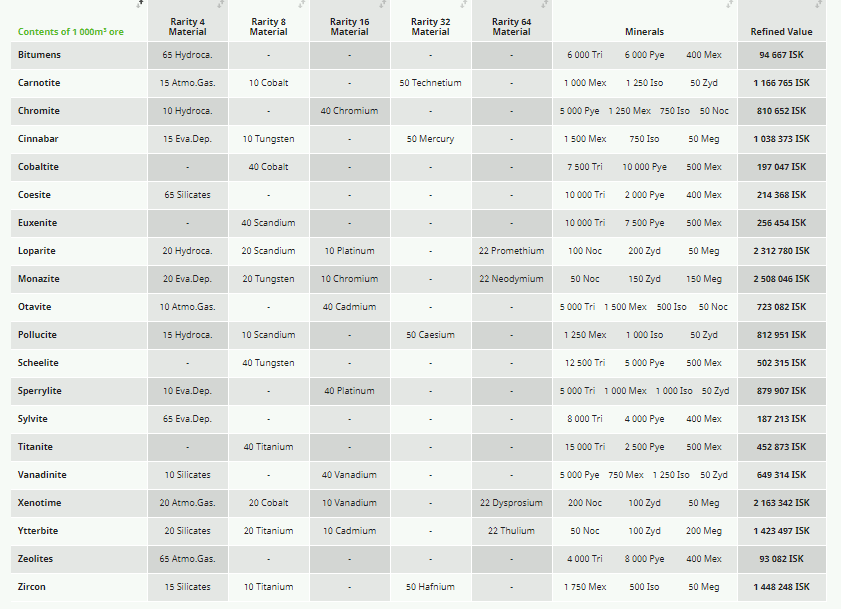 Contents of 1 000m³ ore Rarity 4 Material Rarity 8 Material Rarity 16 Material Rarity 32 Material Rarity 64 Material Minerals Refined Value
Bitumens 65 Hydroca. - - - - 6 000 Tri 6 000 Pye 400 Mex 94 667 ISK
Carnotite 15 Atmo.Gas. 10 Cobalt - 50 Technetium - 1 000 Mex 1 250 Iso 50 Zyd 1 166 765 ISK
Chromite 10 Hydroca. - 40 Chromium - - 5 000 Pye 1 250 Mex 750 Iso 50 Noc 810 652 ISK
Cinnabar 15 Eva.Dep. 10 Tungsten - 50 Mercury - 1 500 Mex 750 Iso 50 Meg 1 038 373 ISK
Cobaltite - 40 Cobalt - - - 7 500 Tri 10 000 Pye 500 Mex 197 047 ISK
Coesite 65 Silicates - - - - 10 000 Tri 2 000 Pye 400 Mex 214 368 ISK
Euxenite - 40 Scandium - - - 10 000 Tri 7 500 Pye 500 Mex 256 454 ISK
Loparite 20 Hydroca. 20 Scandium 10 Platinum - 22 Promethium 100 Noc 200 Zyd 50 Meg 2 312 780 ISK
Monazite 20 Eva.Dep. 20 Tungsten 10 Chromium - 22 Neodymium 50 Noc 150 Zyd 150 Meg 2 508 046 ISK
Otavite 10 Atmo.Gas. - 40 Cadmium - - 5 000 Tri 1 500 Mex 500 Iso 50 Noc 723 082 ISK
Pollucite 15 Hydroca. 10 Scandium - 50 Caesium - 1 250 Mex 1 000 Iso 50 Zyd 812 951 ISK
Scheelite - 40 Tungsten - - - 12 500 Tri 5 000 Pye 500 Mex 502 315 ISK
Sperrylite 10 Eva.Dep. - 40 Platinum - - 5 000 Tri 1 000 Mex 1 000 Iso 50 Zyd 879 907 ISK
Sylvite 65 Eva.Dep. - - - - 8 000 Tri 4 000 Pye 400 Mex 187 213 ISK
Titanite - 40 Titanium - - - 15 000 Tri 2 500 Pye 500 Mex 452 873 ISK
Vanadinite 10 Silicates - 40 Vanadium - - 5 000 Pye 750 Mex 1 250 Iso 50 Zyd 649 314 ISK
Xenotime 20 Atmo.Gas. 20 Cobalt 10 Vanadium - 22 Dysprosium 200 Noc 100 Zyd 50 Meg 2 163 342 ISK
Ytterbite 20 Silicates 20 Titanium 10 Cadmium - 22 Thulium 50 Noc 100 Zyd 200 Meg 1 423 497 ISK
Zeolites 65 Atmo.Gas. - - - - 4 000 Tri 8 000 Pye 400 Mex 93 082 ISK
Zircon 15 Silicates 10 Titanium - 50 Hafnium - 1 750 Mex 500 Iso 50 Meg 1 448 248 ISK